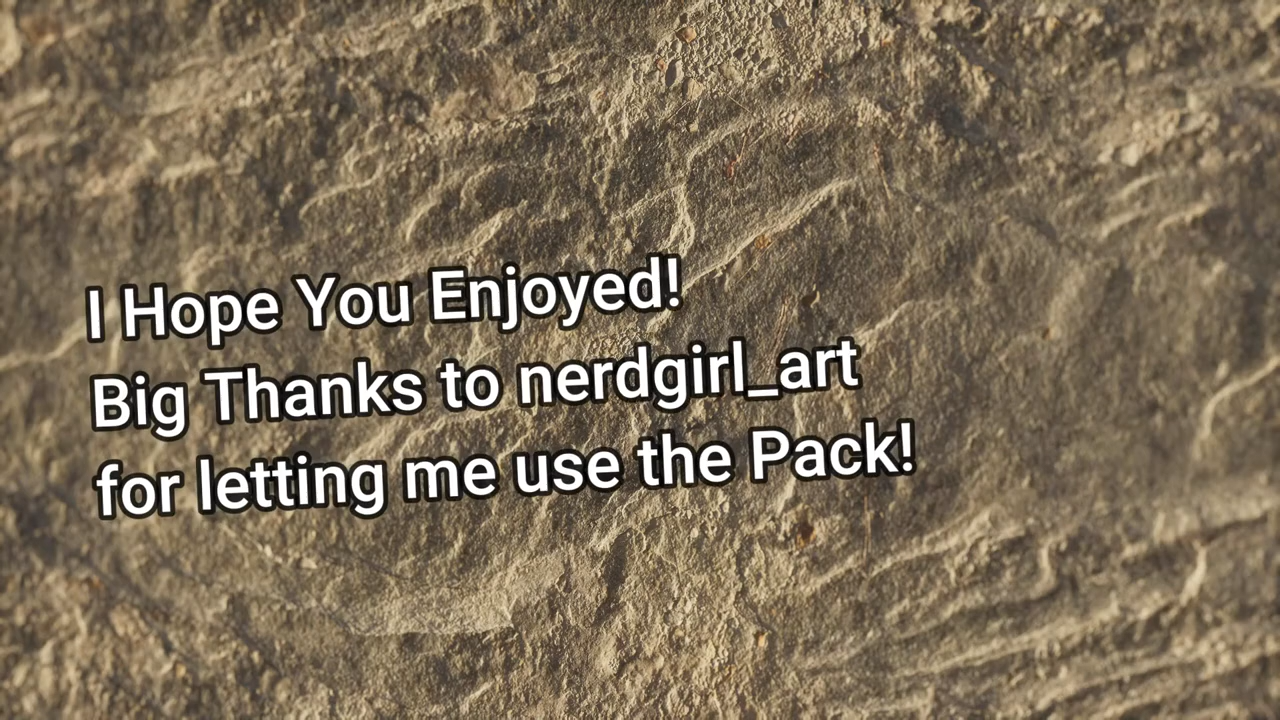 I Hope You Enjoyed!
Big Thanks to nerdgirl_art
for letting me use the Pack!